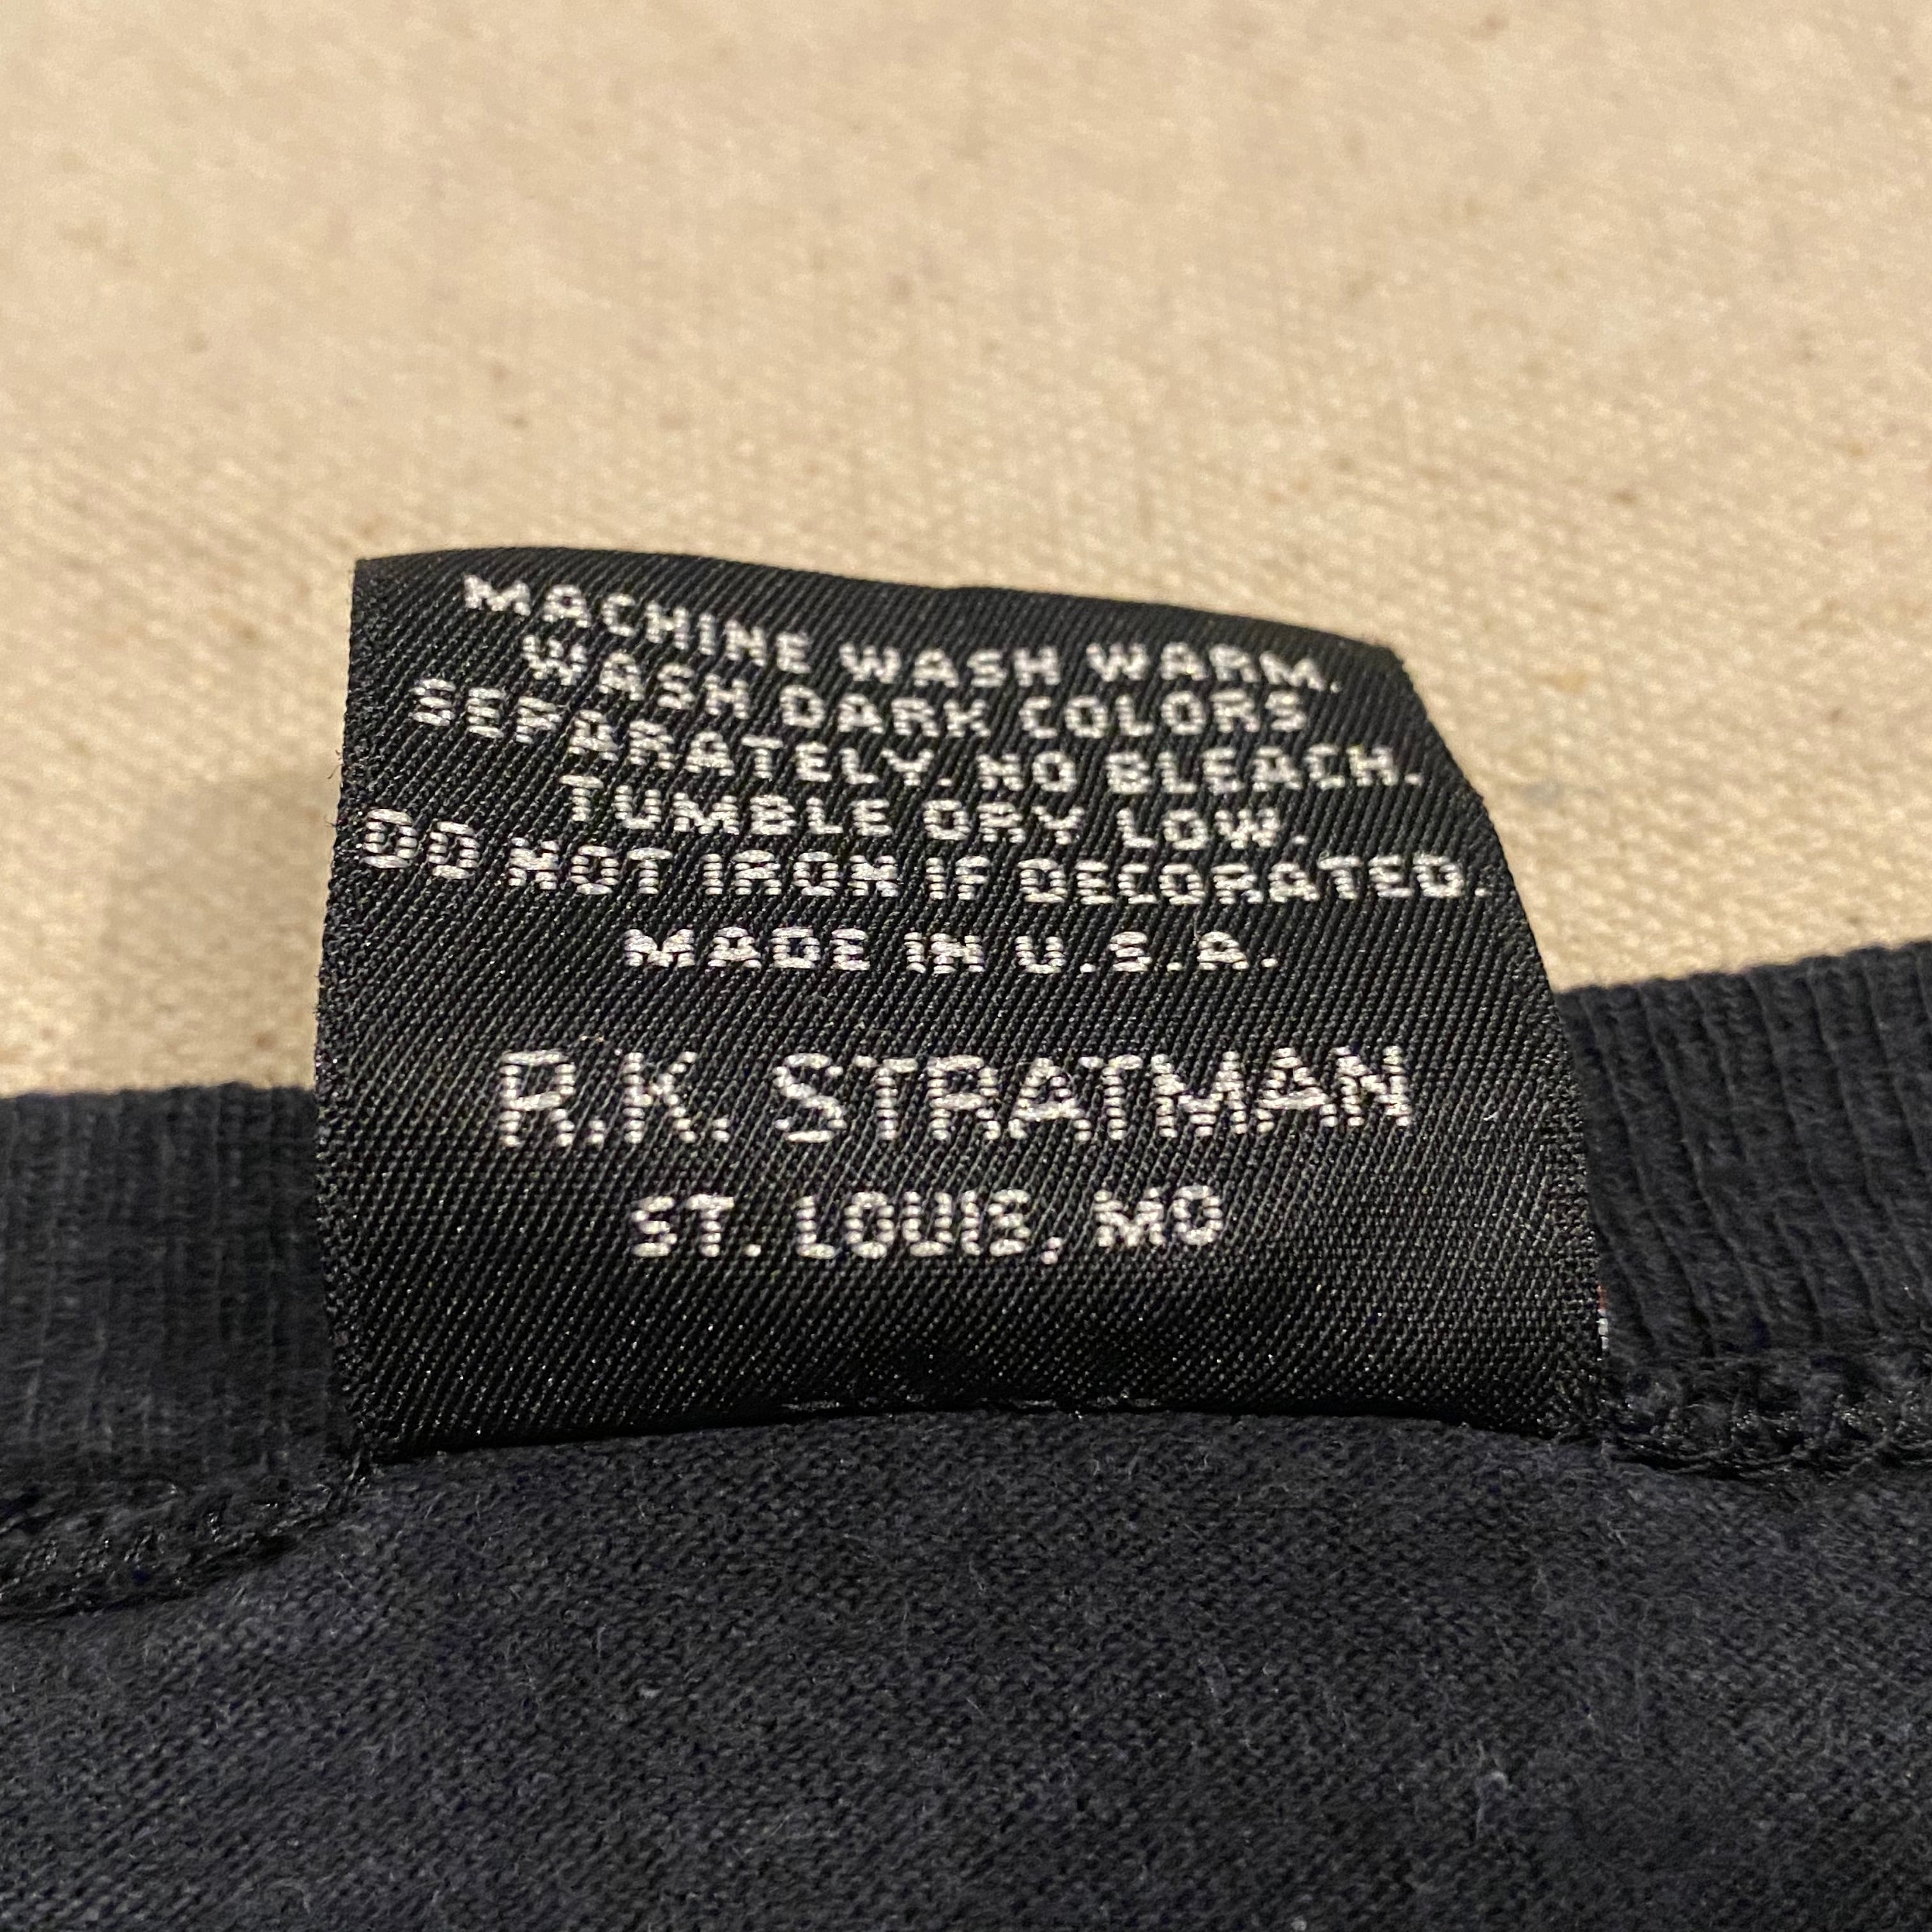 MACHINE WASH WARM.
WASH DARK COLORS
SEPARATELY. NO BLEACH.
TUMBLE DRY LOW.
DO NOT IRON IF DECORATED.
MADE IN U.S.A.
R.K. STRATMAN
ST. LOUIS, MO